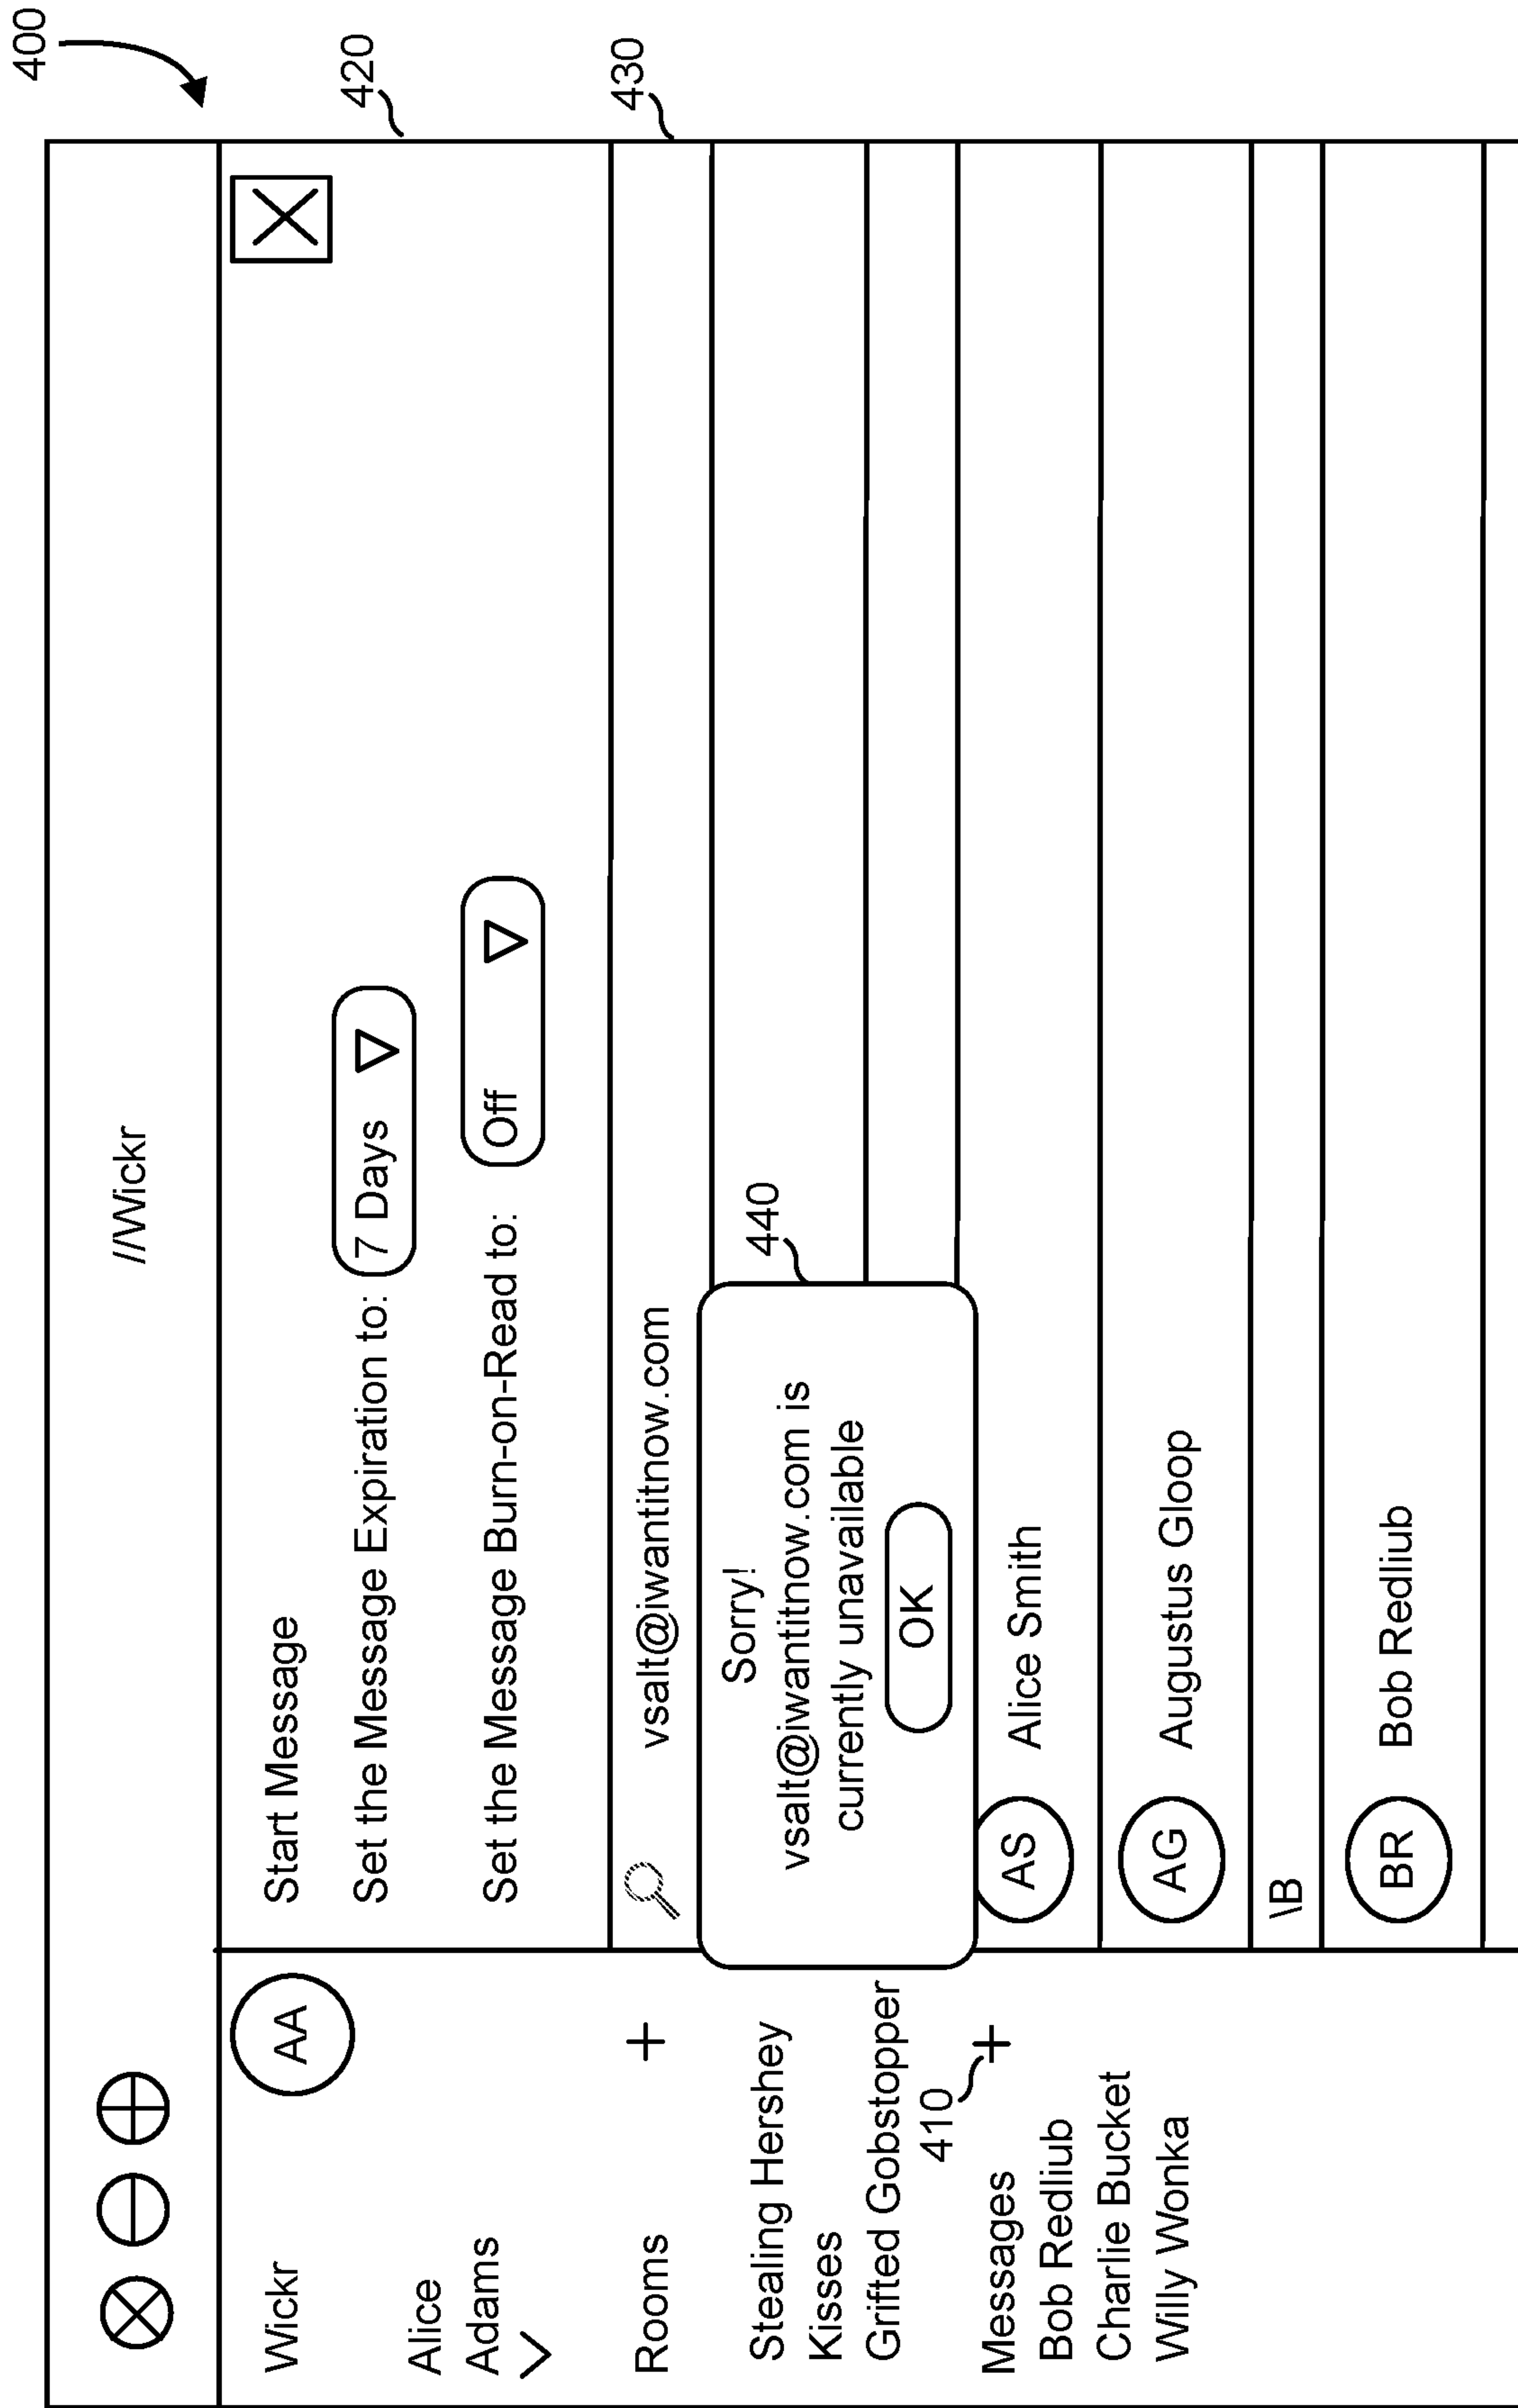 400
//Wickr
Wickr
AA
Alice
Adams
Rooms
+
Stealing Hershey
Kisses
Grifted Gobstopper
410
Messages
+
Bob Redliub
Charlie Bucket
Willy Wonka
Start Message
420
Set the Message Expiration to: 7 Days
Set the Message Burn-on-Read to: Off
430
vsalt@iwantitnow.com
440
Sorry!
vsalt@iwantitnow.com is
currently unavailable
OK
AS Alice Smith
AG Augustus Gloop
\B
BR Bob Redliub